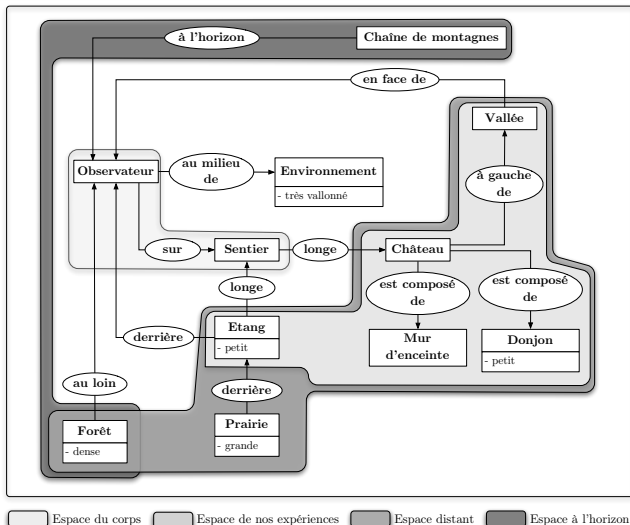 à l'horizon
Chaîne de montagnes
en face de
Vallée
Observateur
au milieu
de
Environnement
- très vallonné
à gauche
de
sur
Sentier
longe
Château
longe
est composé
de
est composé
de
Etang
- petit
derrière
Mur
d'enceinte
Donjon
- petit
au loin
derrière
Forêt
- dense
Prairie
- grande
Espace du corps
Espace de nos expériences
Espace distant
Espace à l'horizon